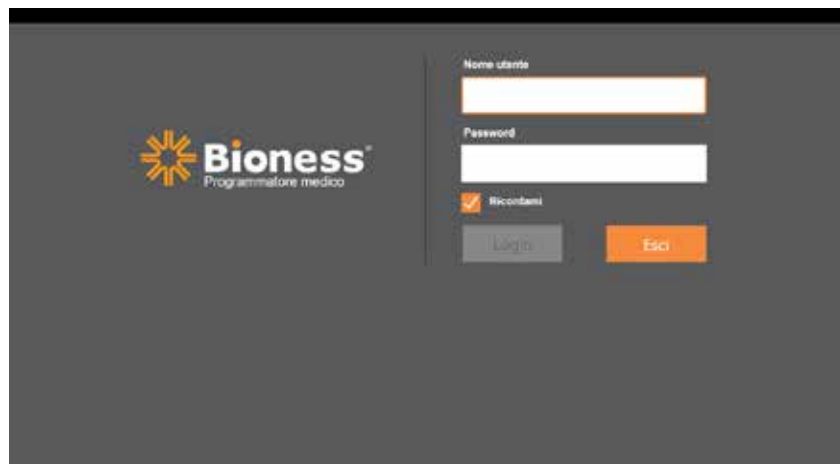 Nome utente
Password
Bioness®
Programmatore medico
Ricordami
Login
Esci